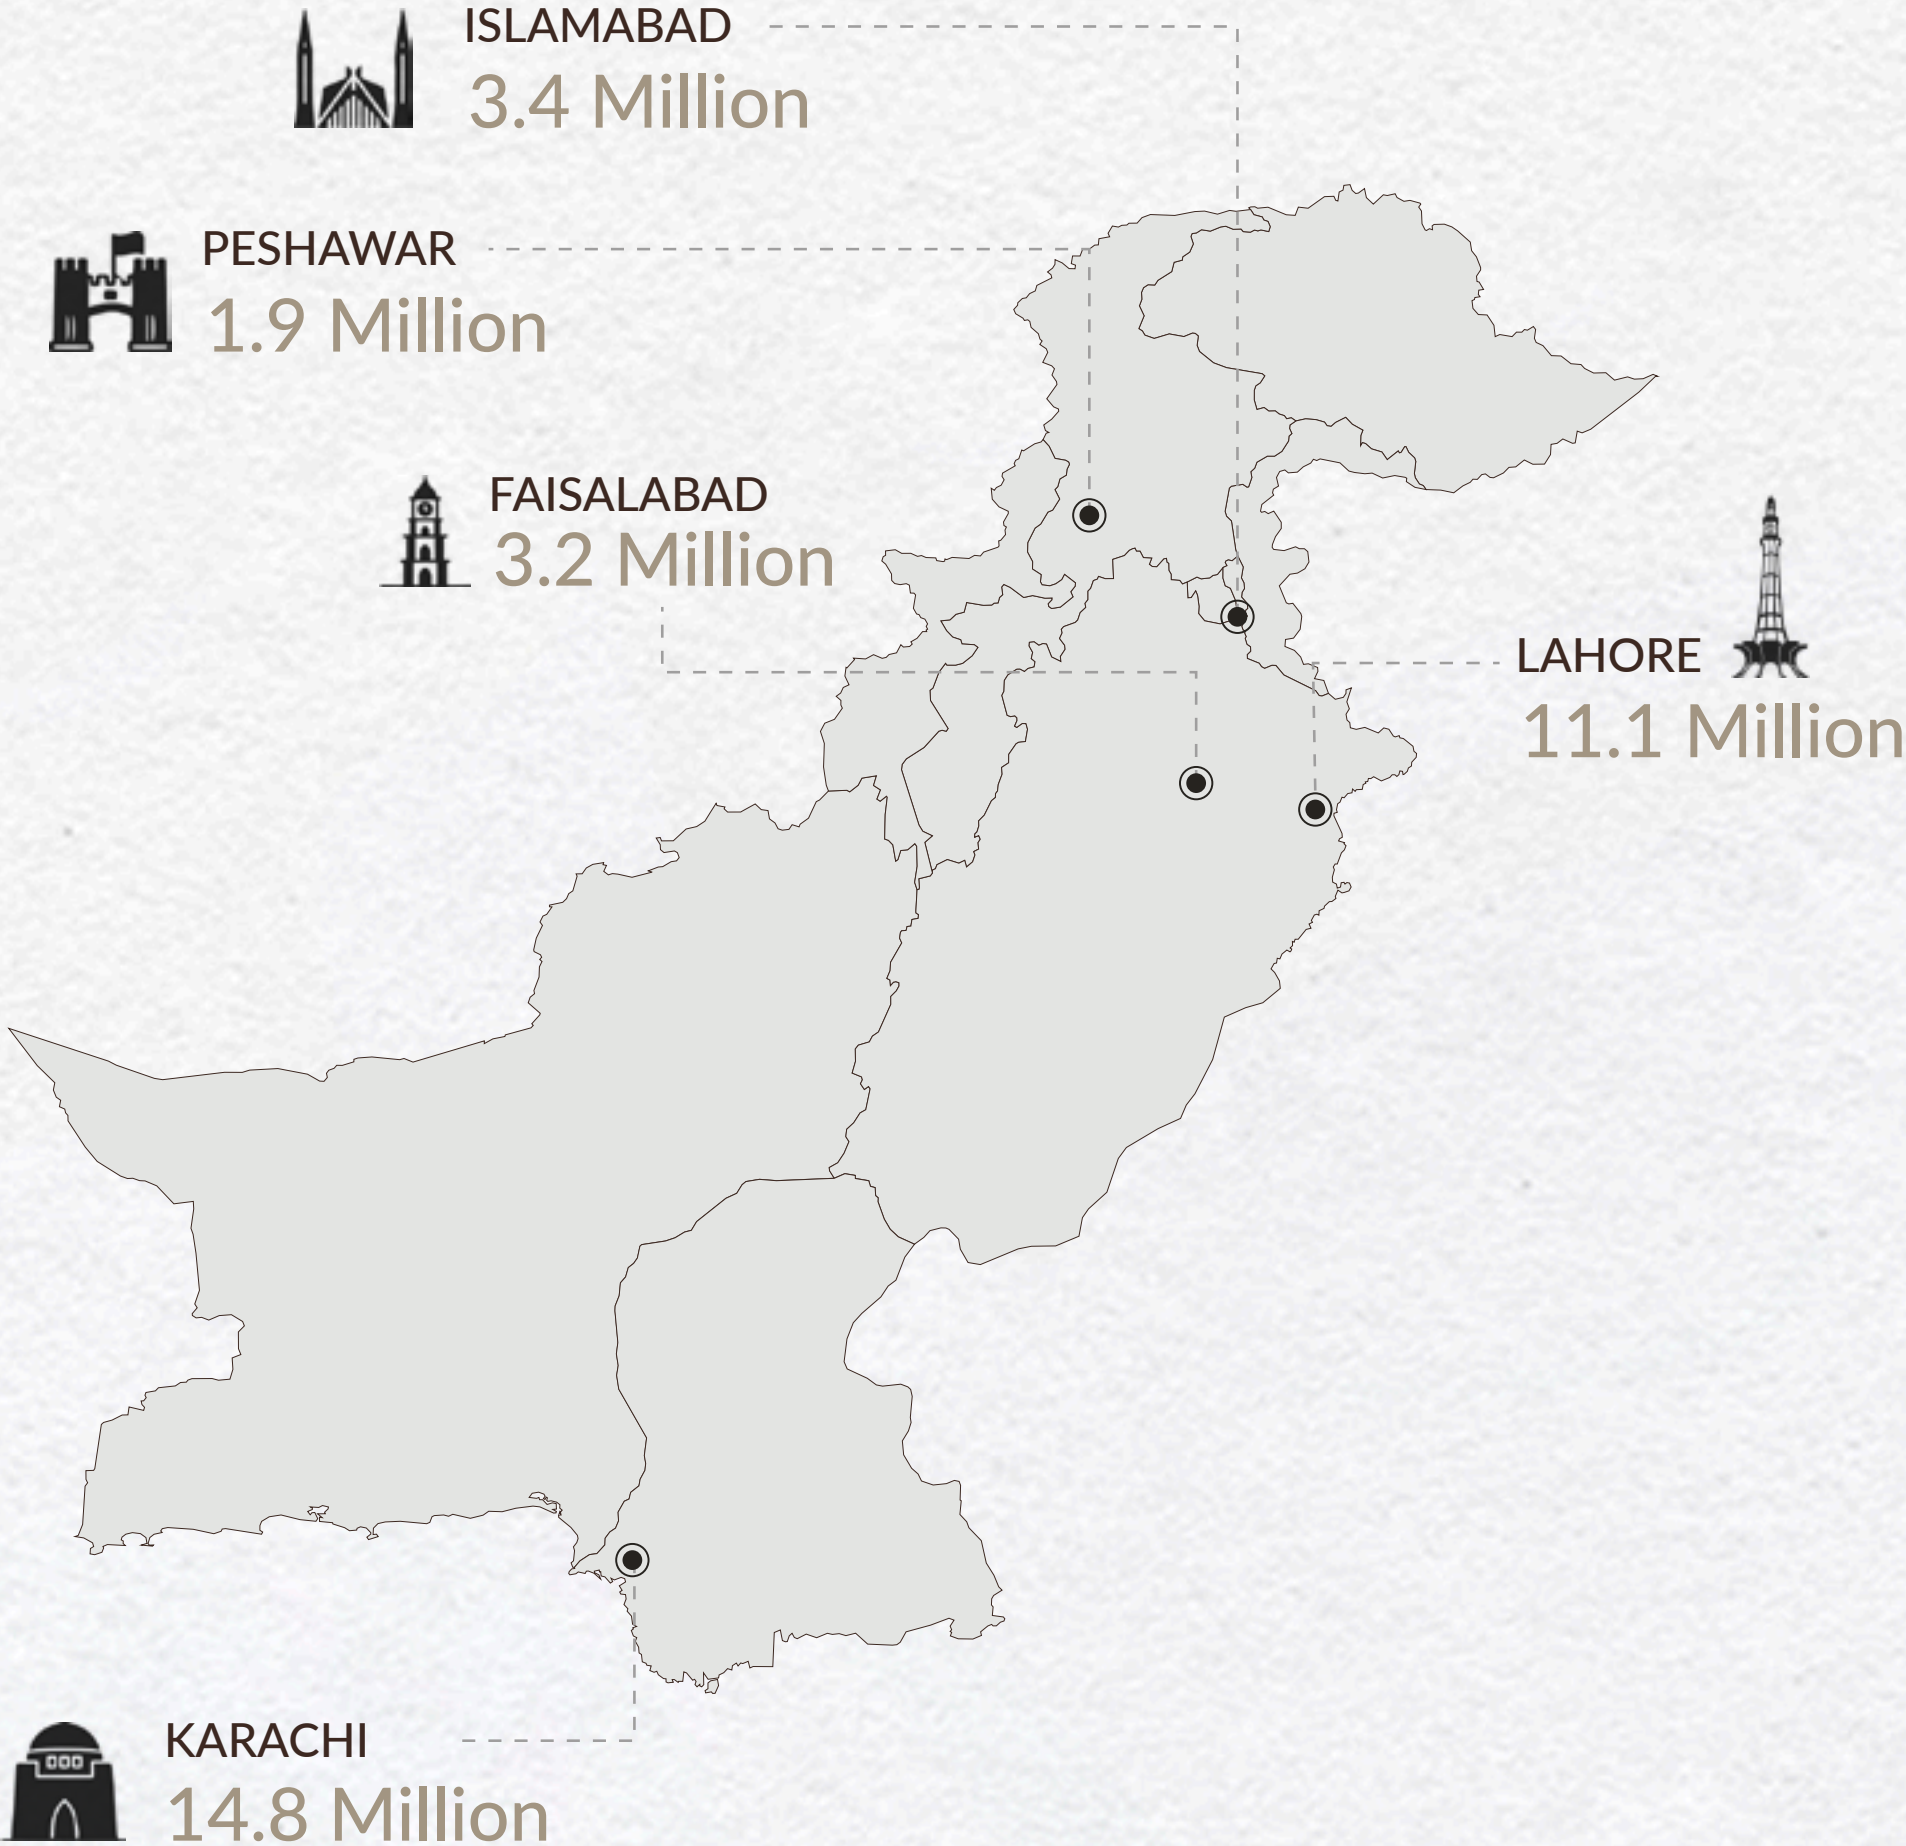 ISLAMABAD
3.4 Million
PESHAWAR
1.9 Million
FAISALABAD
3.2 Million
LAHORE
11.1 Million
KARACHI
14.8 Million